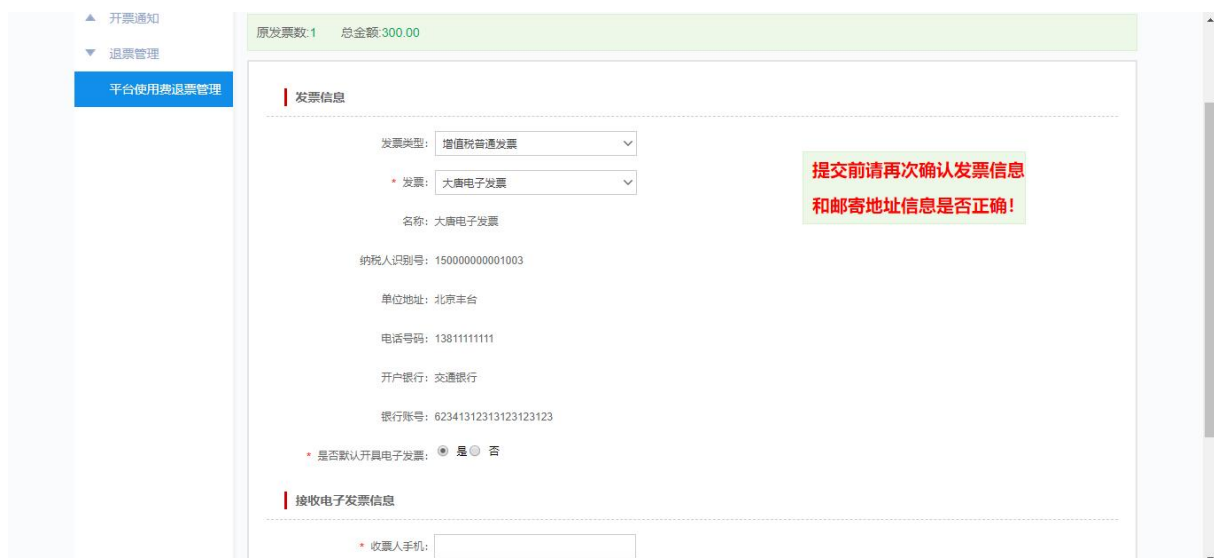 开票通知
退票管理
平台使用费退票管理
原发票数:1 总金额:300.00
发票信息
发票类型: 增值税普通发票
* 发票: 大唐电子发票
名称: 大唐电子发票
纳税人识别号: 150000000001003
单位地址: 北京丰台
电话号码: 13811111111
开户银行: 交通银行
银行账号: 62341312313123123123
* 是否默认开具电子发票: 是 否
提交前请再次确认发票信息
和邮寄地址信息是否正确!
接收电子发票信息
* 收票人手机: